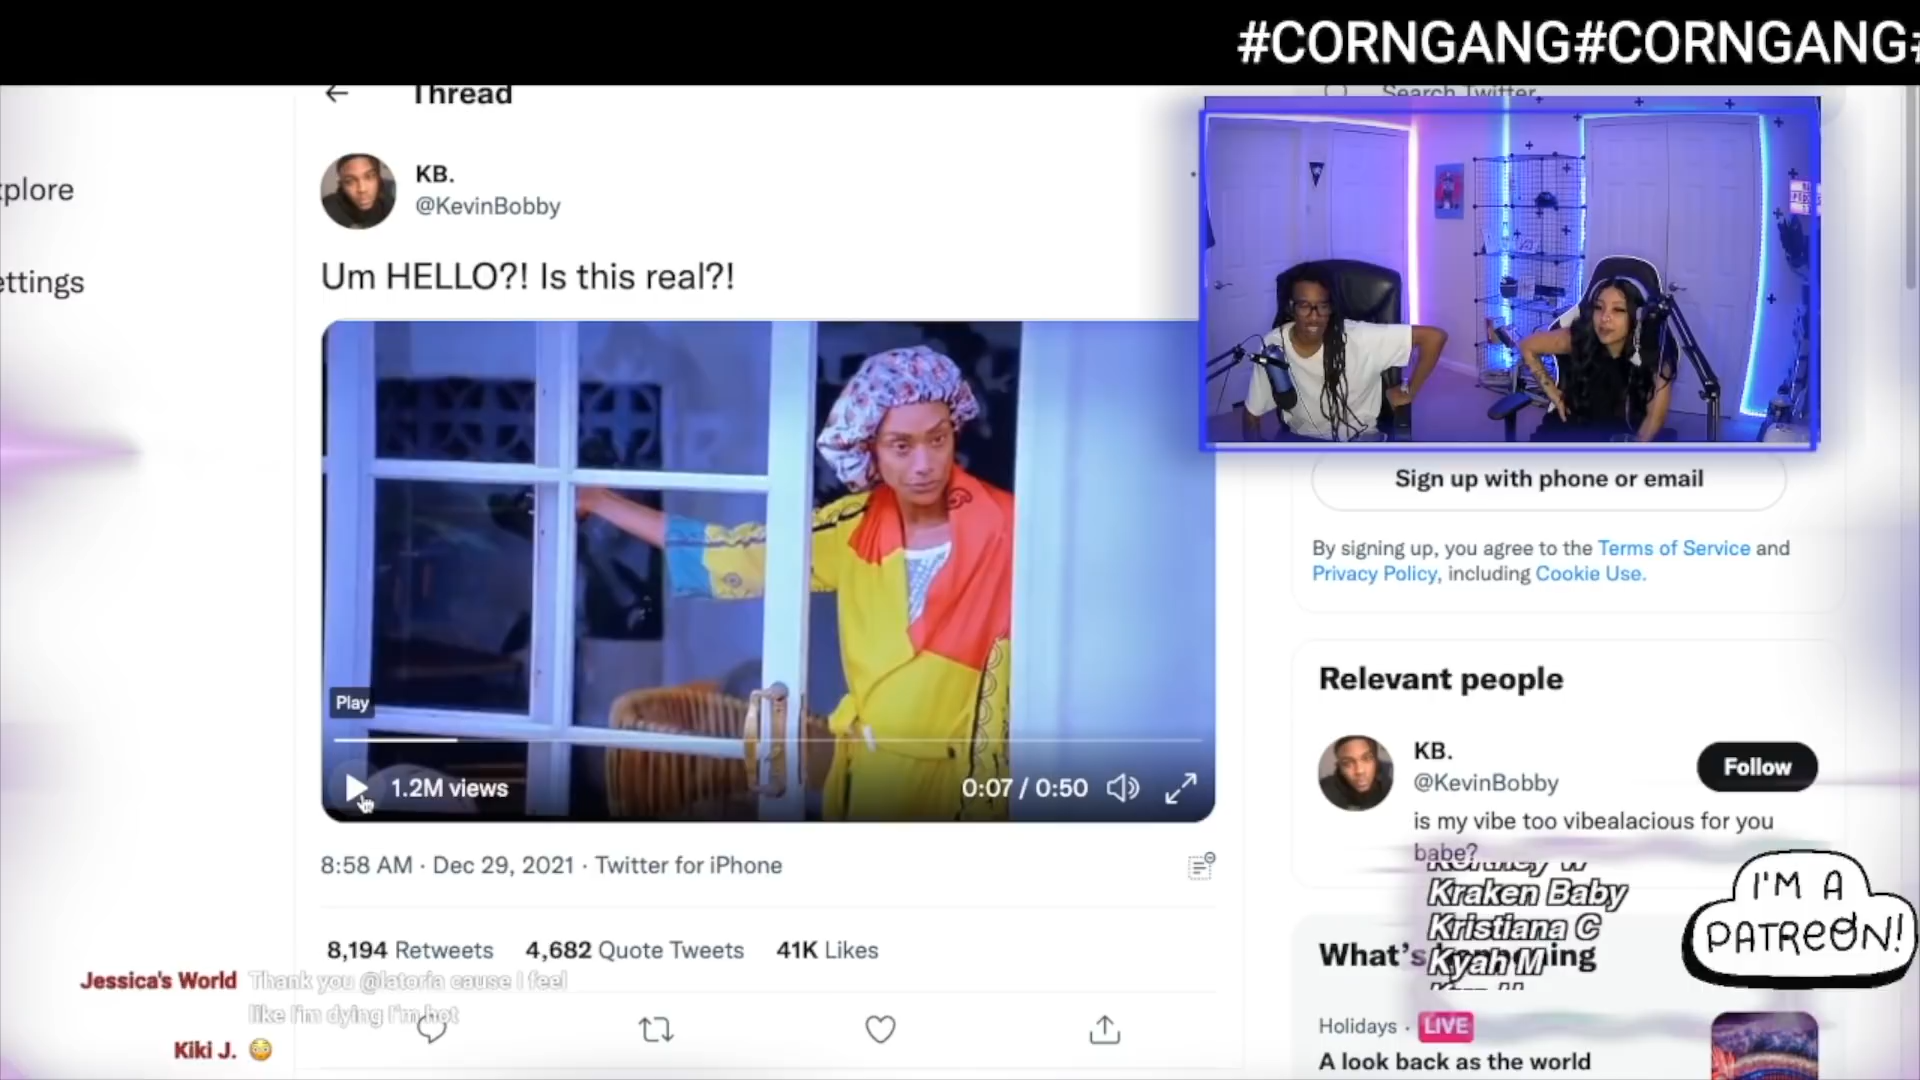 #CORNGANG#CORNGANG#
Thread
Search Twitter
xplore
ettings
KB.
@KevinBobby
Um HELLO?! Is this real?!
Play
1.2M views
0:07 / 0:50
8:58 AM · Dec 29, 2021 · Twitter for iPhone
8,194 Retweets 4,682 Quote Tweets 41K Likes
Jessica's World Thank you @latoria cause I feel
like I'm dying I'm hot
Kiki J.
Sign up with phone or email
By signing up, you agree to the Terms of Service and
Privacy Policy, including Cookie Use.
Relevant people
KB.
@KevinBobby
Follow
is my vibe too vibealacious for you
babe?
Kraken Baby
Kristiana C
Kyah M
I'M A
PATREON!
What's happening
Holidays · LIVE
A look back as the world